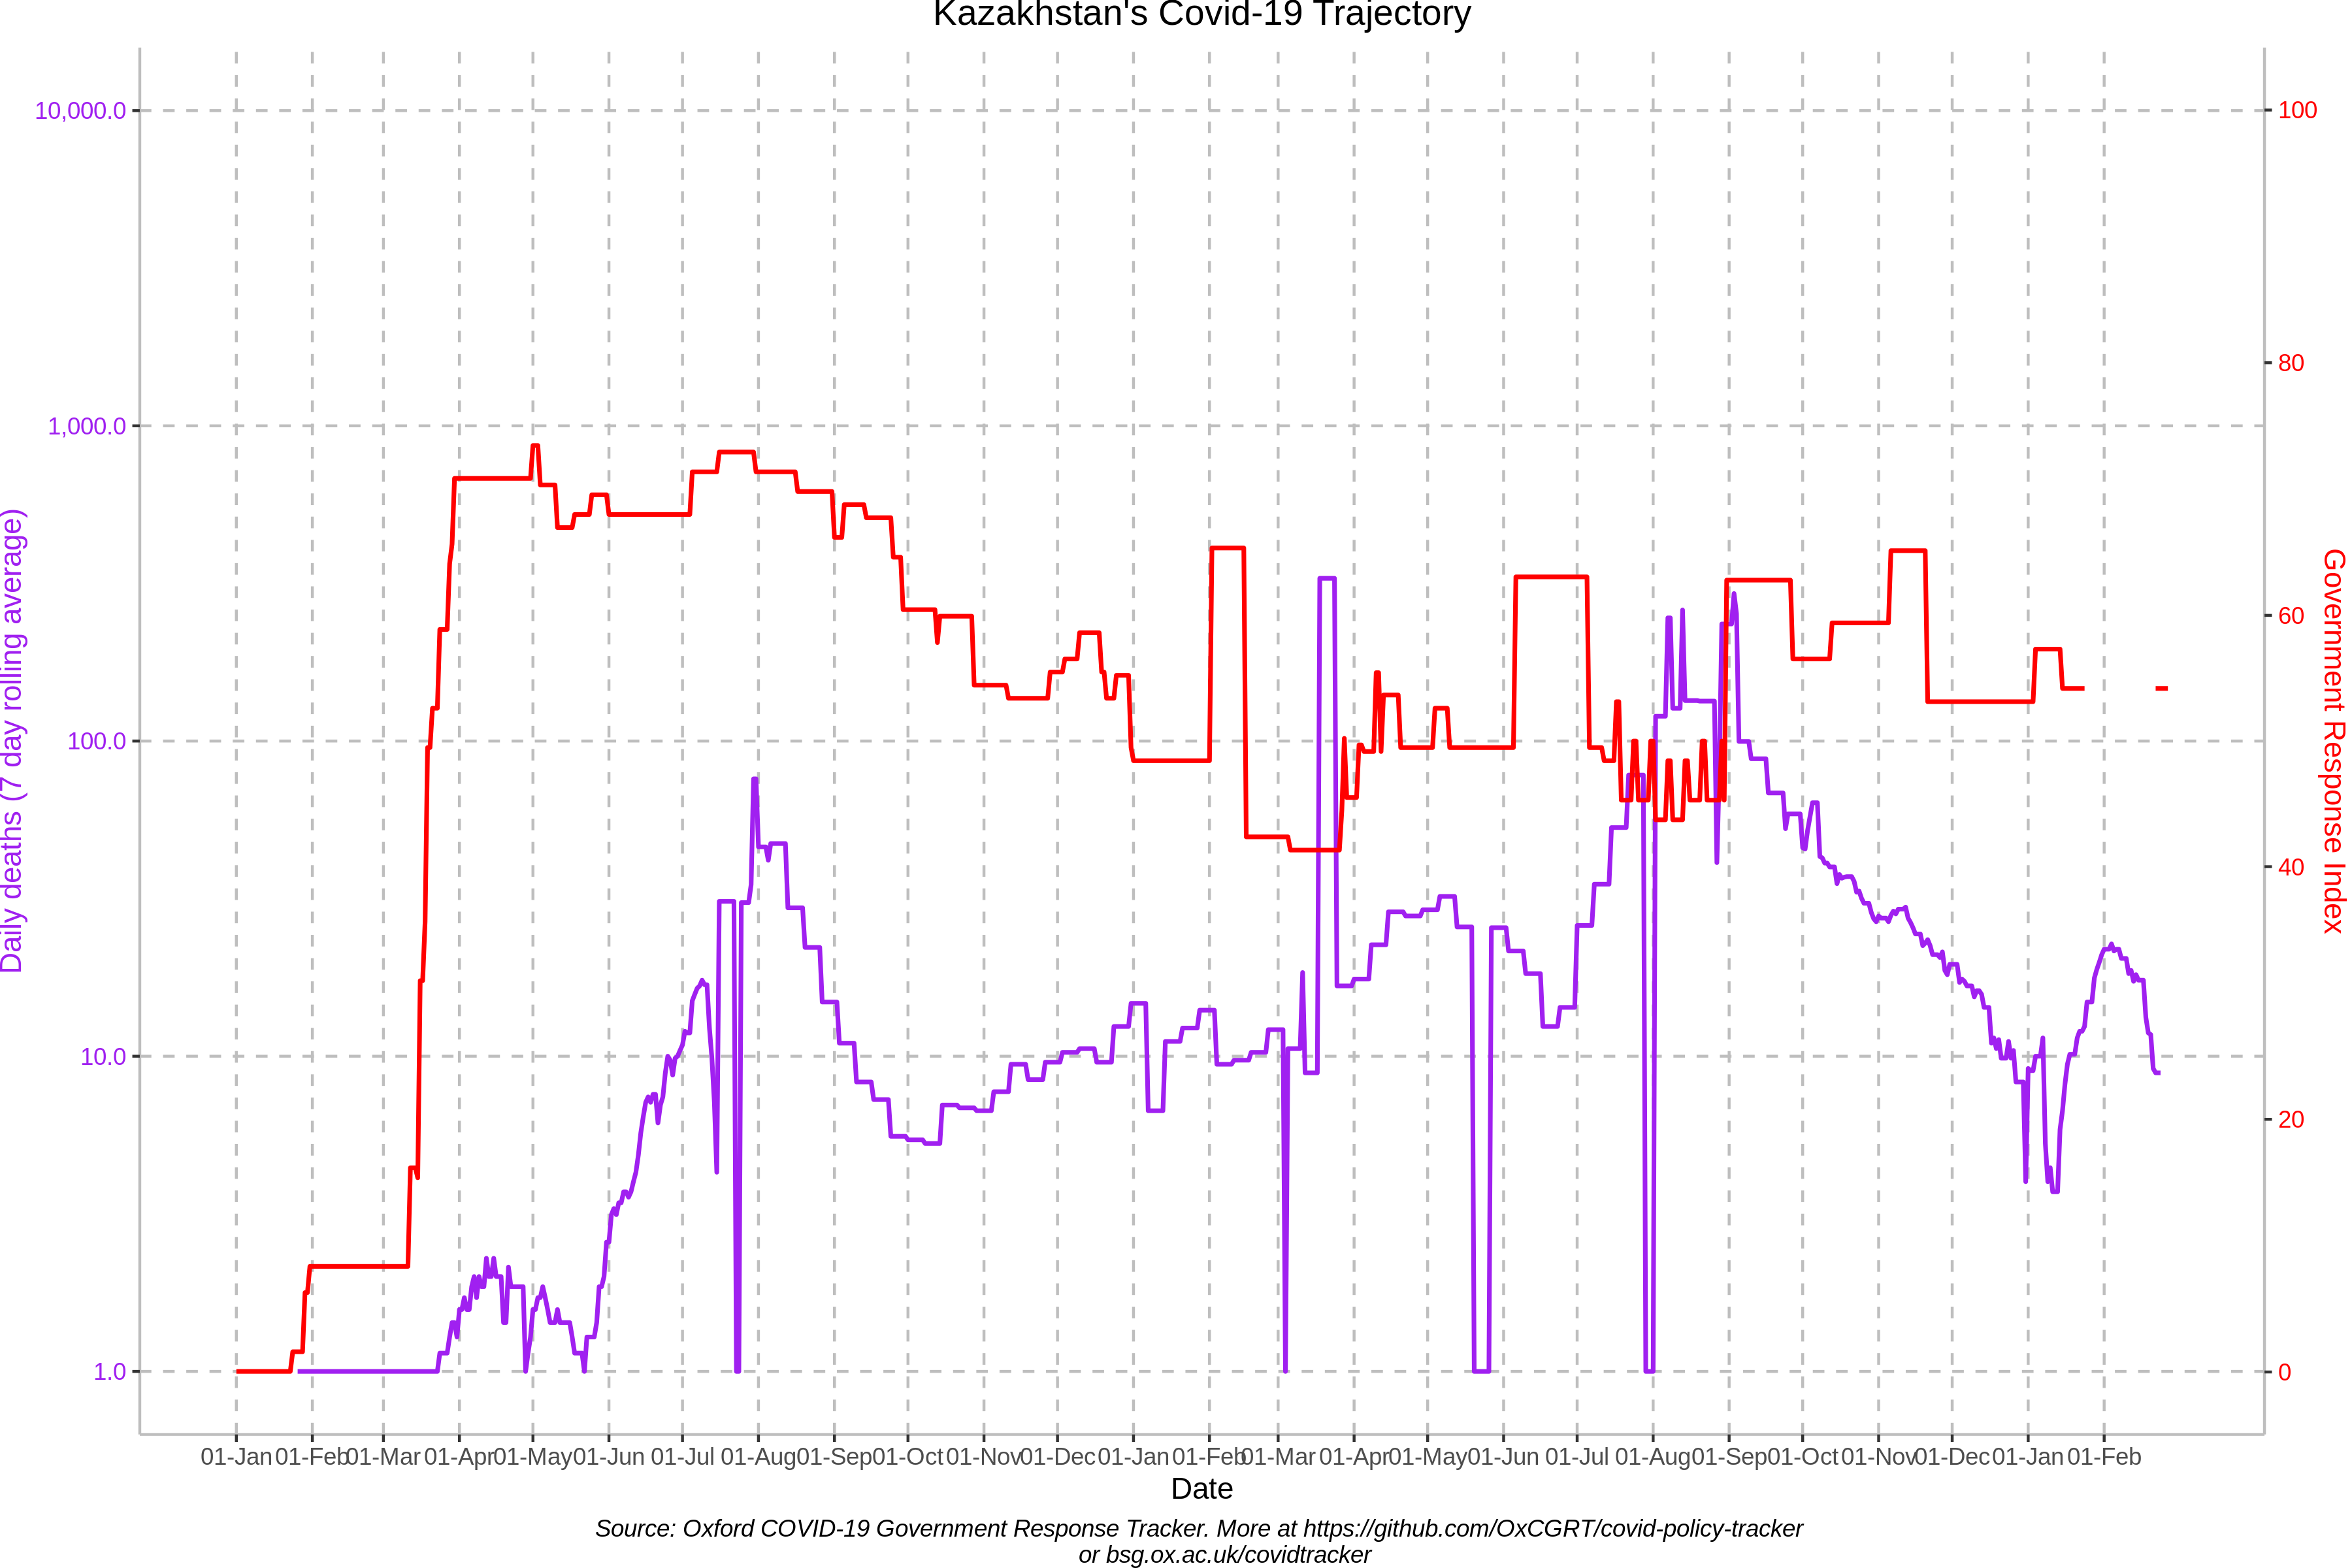 Kazakhstan's Covid-19 Trajectory
Daily deaths (7 day rolling average)
10,000.0
1,000.0
100.0
10.0
1.0
100
80
60
40
20
0
Government Response Index
01-Jan 01-Feb 01-Mar 01-Apr 01-May 01-Jun 01-Jul 01-Aug 01-Sep 01-Oct 01-Nov 01-Dec 01-Jan 01-Feb 01-Mar 01-Apr 01-May 01-Jun 01-Jul 01-Aug 01-Sep 01-Oct 01-Nov 01-Dec 01-Jan 01-Feb
Date
Source: Oxford COVID-19 Government Response Tracker. More at https://github.com/OxCGRT/covid-policy-tracker
or bsg.ox.ac.uk/covidtracker